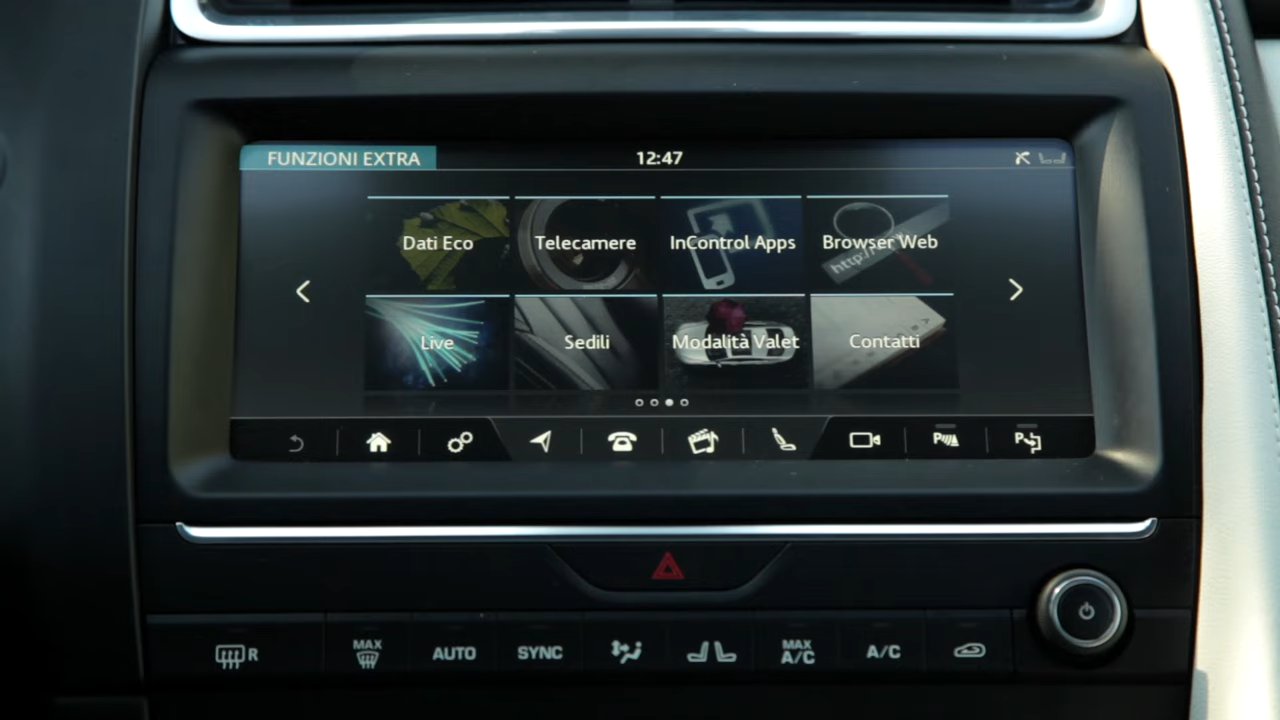 FUNZIONI EXTRA
12:47
Dati Eco
Telecamere
InControl Apps
Browser Web
http://
Live
Sedili
Modalità Valet
Contatti
P
P
R
MAX
AUTO
SYNC
MAX
A/C
A/C